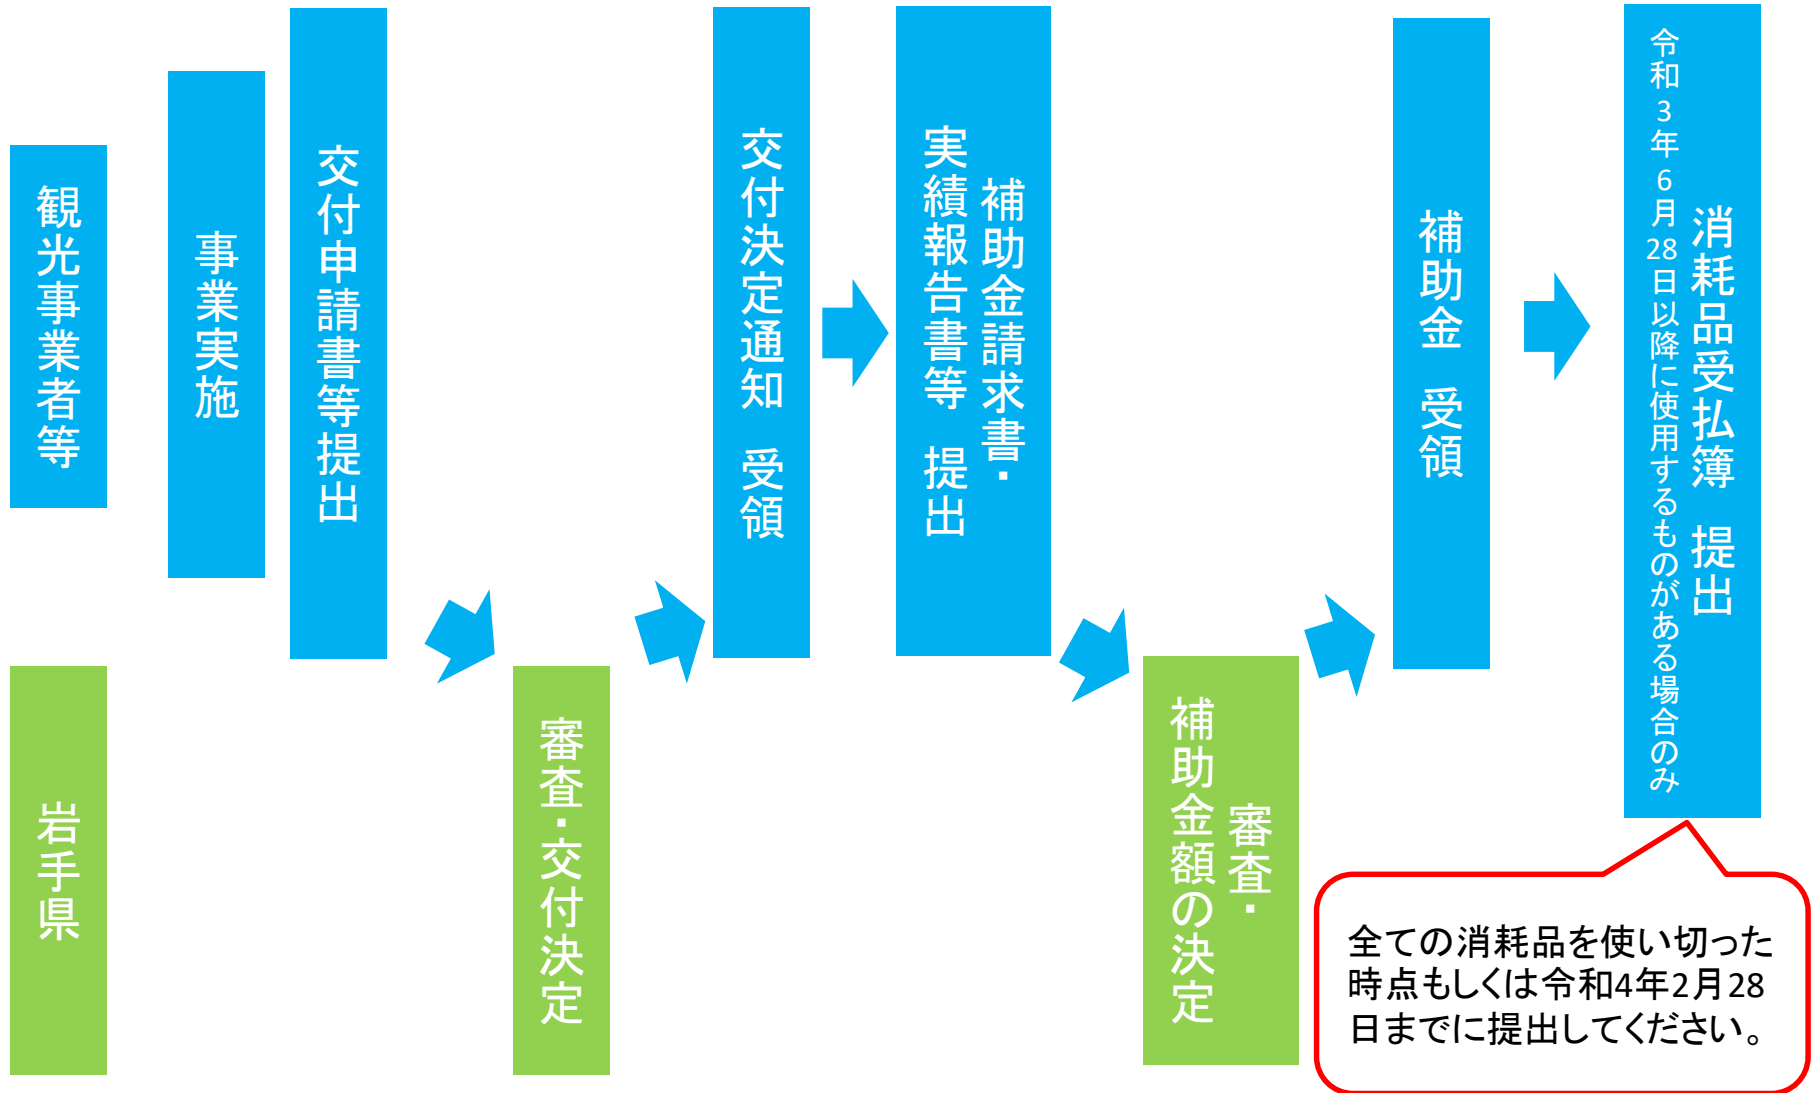 観光事業者等
事業実施
交付申請書等提出
審査・交付決定
交付決定通知　受領
補助金請求書・
実績報告書等　提出
審査・
補助金額の決定
補助金　受領
消耗品受払簿　提出
令和3年6月28日以降に使用するものがある場合のみ
岩手県
全ての消耗品を使い切った
時点もしくは令和4年2月28
日までに提出してください。